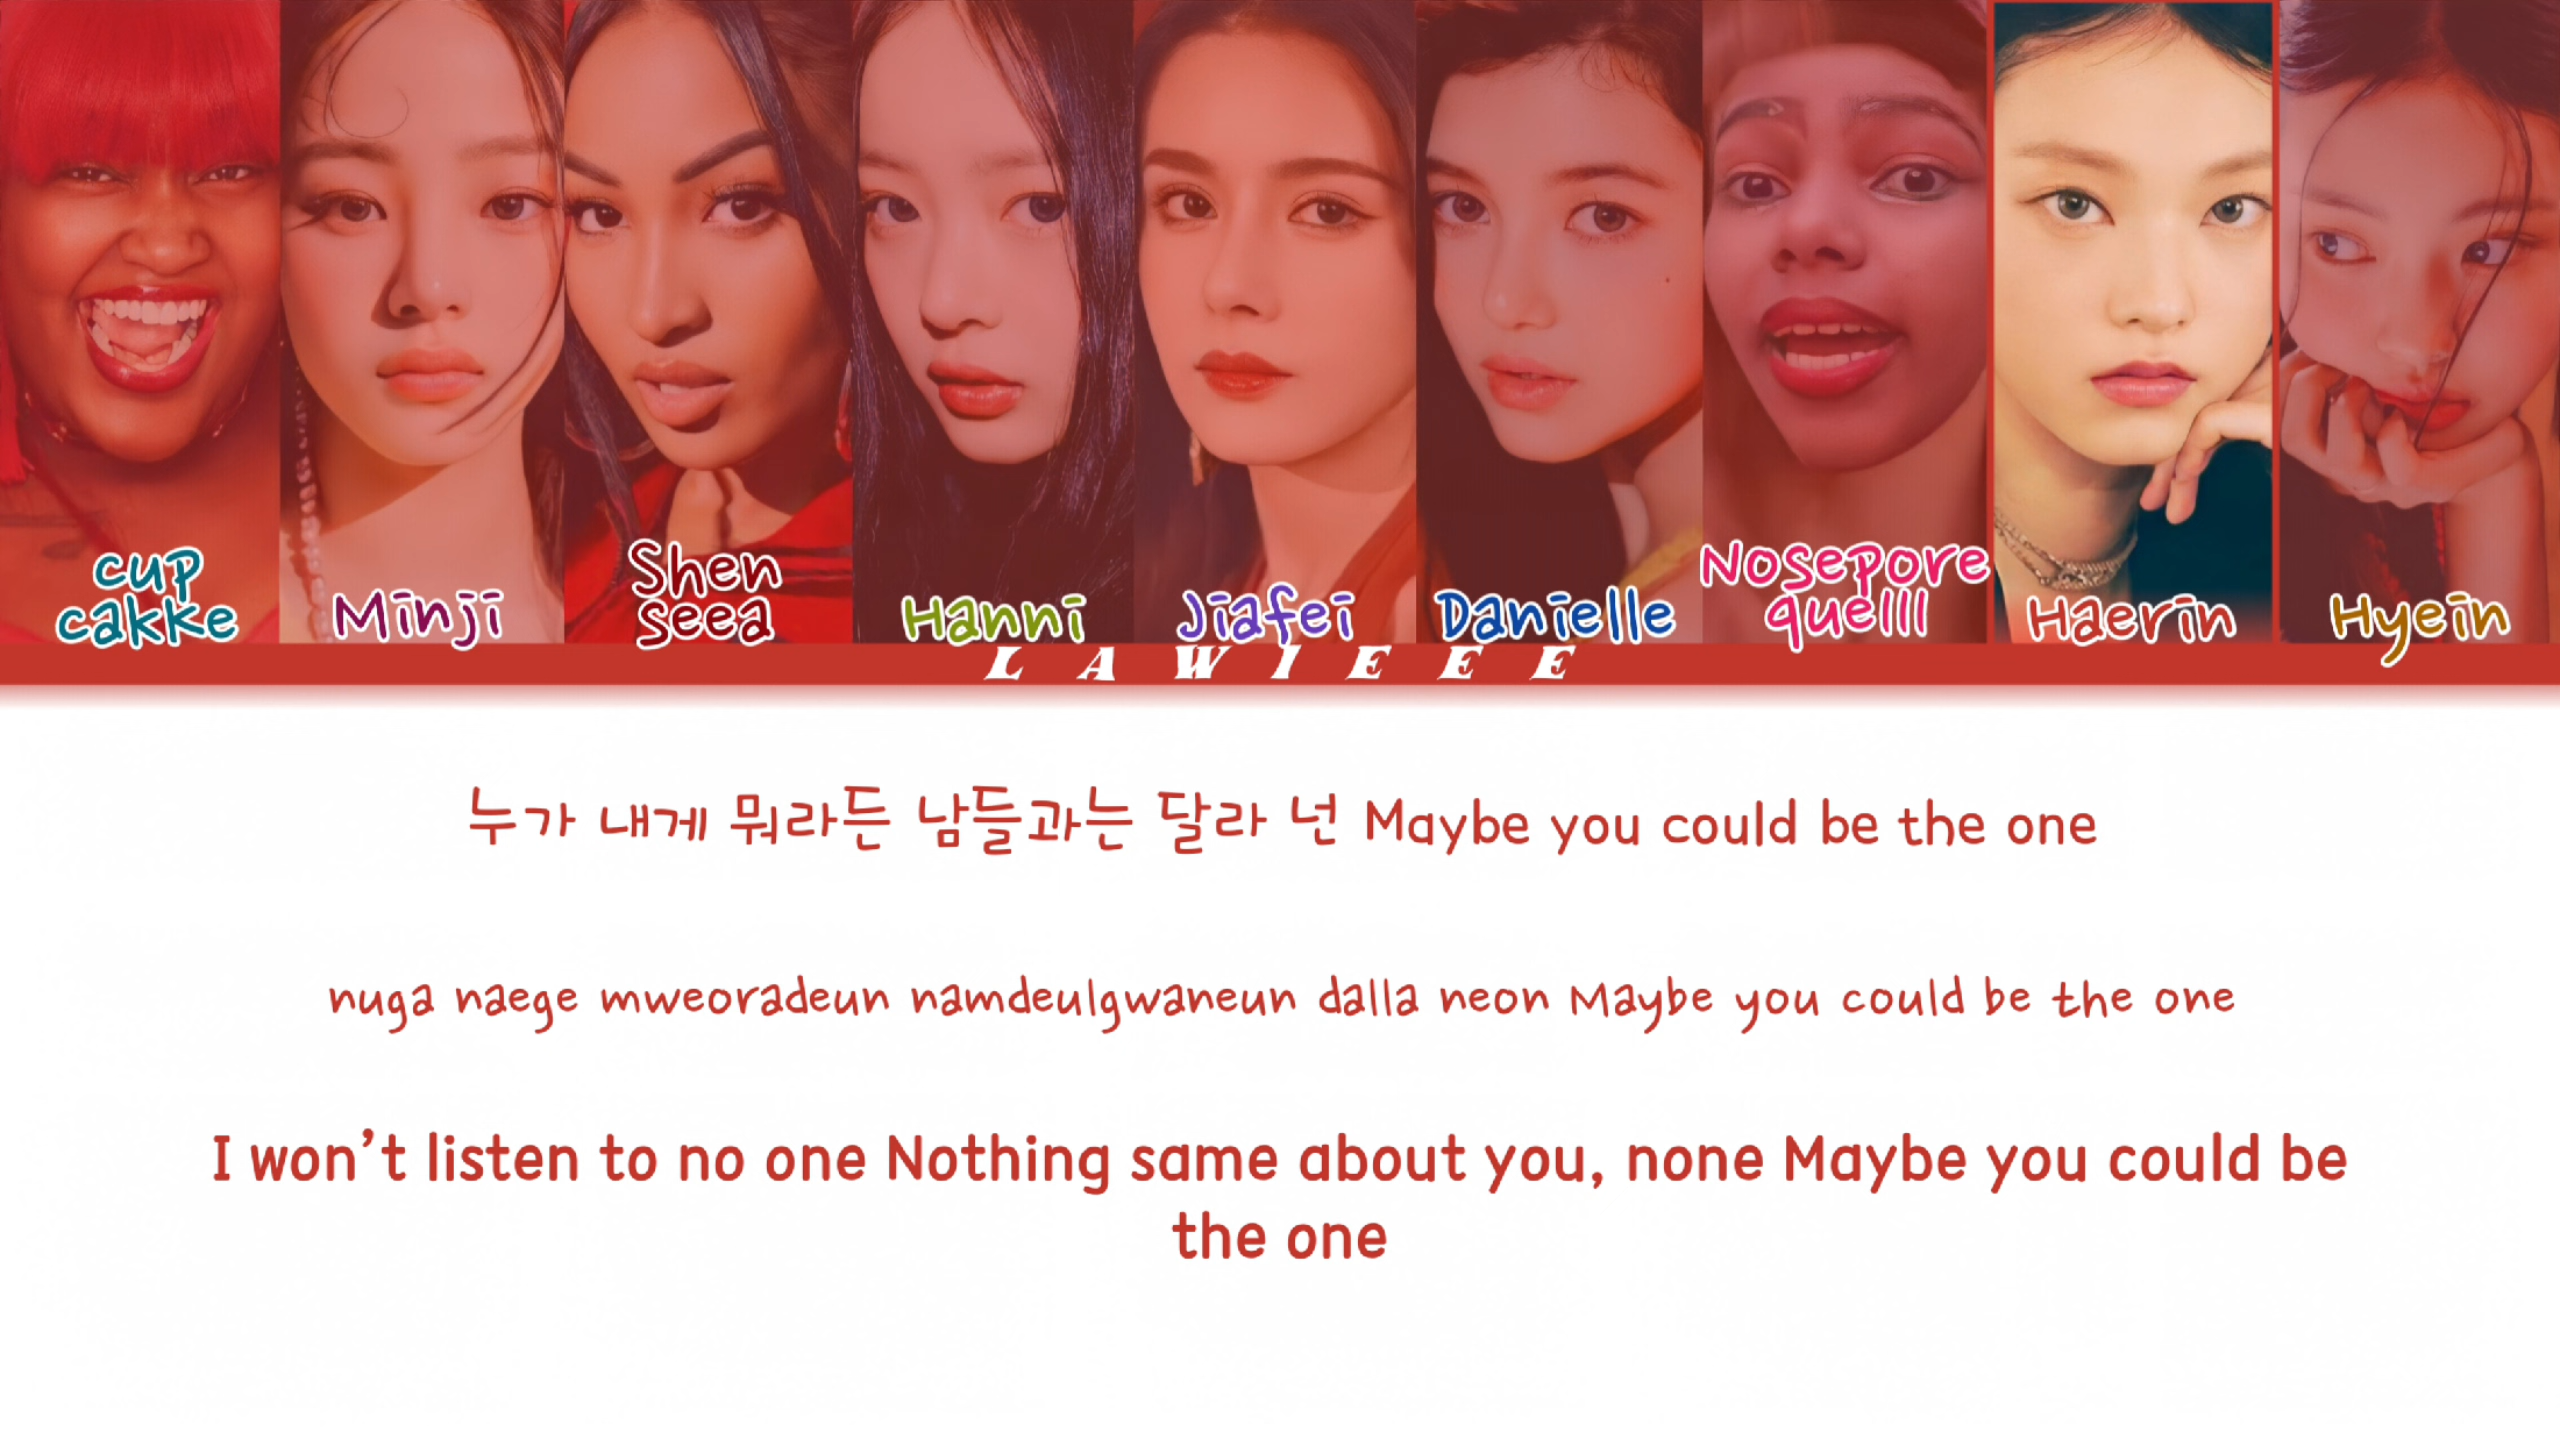 cup
cakke
Minji
Shen
seea
Hanni
Jiafei
Danielle
Nosepore
quelll
Haerin
Hyein
LAWIEEE
누가 내게 뭐라든 남들과는 달라 넌 Maybe you could be the one
nuga naege mweoradeun namdeulgwaneun dalla neon Maybe you could be the one
I won't listen to no one Nothing same about you, none Maybe you could be
the one